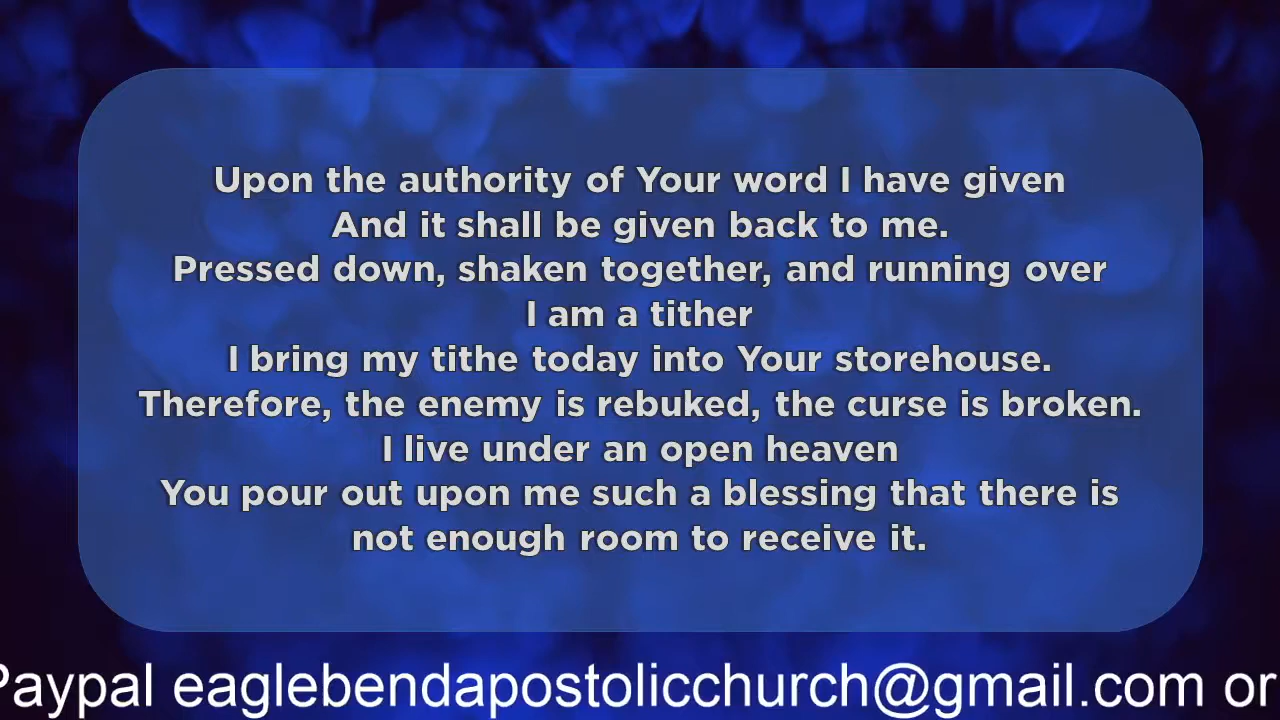 Upon the authority of Your word I have given
And it shall be given back to me.
Pressed down, shaken together, and running over
I am a tither
I bring my tithe today into Your storehouse.
Therefore, the enemy is rebuked, the curse is broken.
I live under an open heaven
You pour out upon me such a blessing that there is
not enough room to receive it.
Paypal eaglebendapostolicchurch@gmail.com or